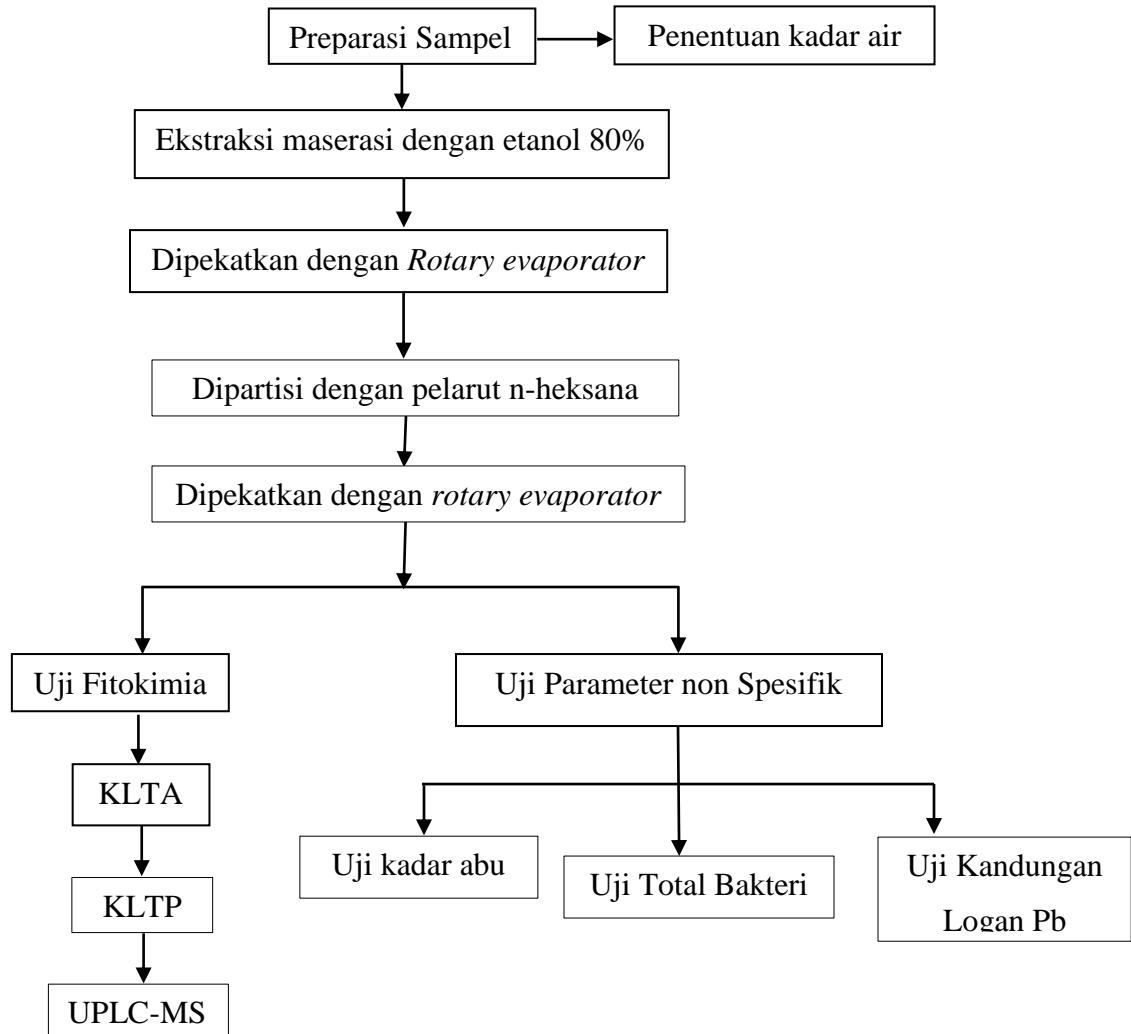 Preparasi Sampel
Penentuan kadar air
Ekstraksi maserasi dengan etanol 80%
Dipekatkan dengan Rotary evaporator
Dipartisi dengan pelarut n-heksana
Dipekatkan dengan rotary evaporator
Uji Fitokimia
Uji Parameter non Spesifik
KLTA
KLTP
UPLC-MS
Uji kadar abu
Uji Total Bakteri
Uji Kandungan
Logan Pb